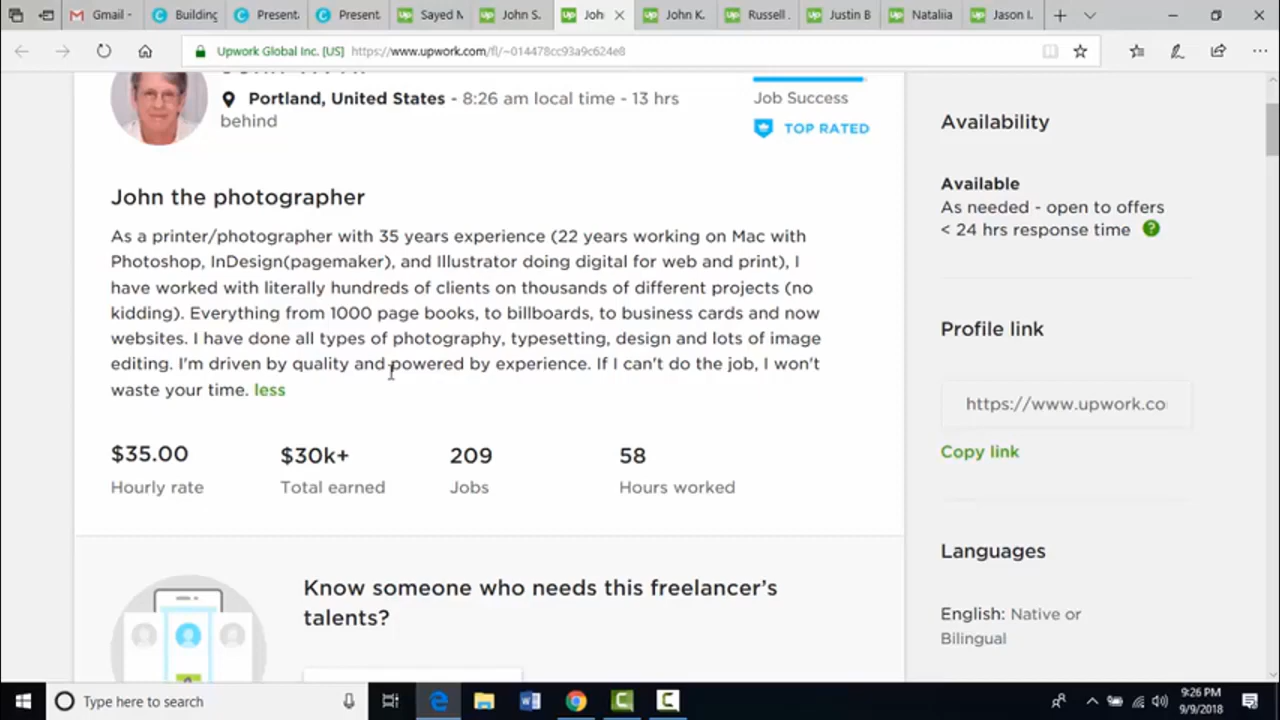 Gmail -
Building
Present.
Present
Sayed M
John S.
Joh
John K.
Russell .
Justin B
Nataliia
Jason I.
Upwork Global Inc. [US] https://www.upwork.com/fl/~014478cc93a9c624e8
Portland, United States - 8:26 am local time - 13 hrs
behind
Job Success
TOP RATED
John the photographer
As a printer/photographer with 35 years experience (22 years working on Mac with
Photoshop, InDesign(pagemaker), and Illustrator doing digital for web and print), I
have worked with literally hundreds of clients on thousands of different projects (no
kidding). Everything from 1000 page books, to billboards, to business cards and now
websites. I have done all types of photography, typesetting, design and lots of image
editing. I'm driven by quality and powered by experience. If I can't do the job, I won't
waste your time. less
$35.00
Hourly rate
$30k+
Total earned
209
Jobs
58
Hours worked
Know someone who needs this freelancer's
talents?
Availability
Available
As needed - open to offers
< 24 hrs response time
Profile link
https://www.upwork.co
Copy link
Languages
English: Native or
Bilingual
Type here to search
9:26 PM
9/9/2018